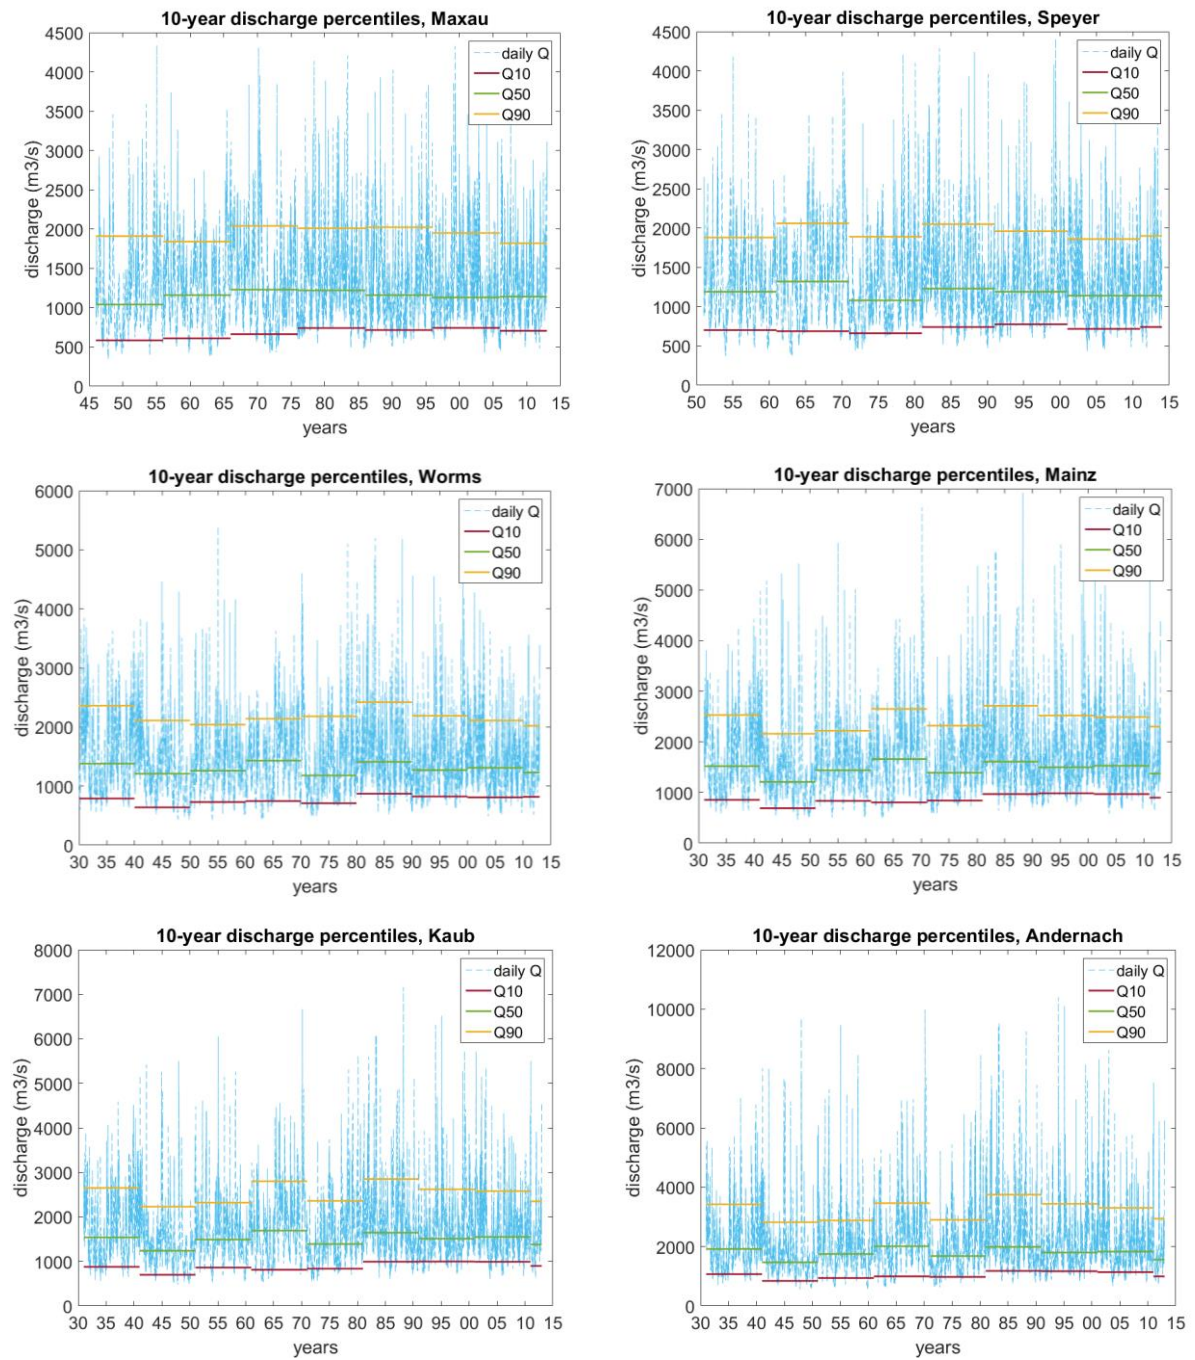 10-year discharge percentiles, Maxau
discharge (m3/s)
4500
4000
3500
3000
2500
2000
1500
1000
500
0
daily Q
Q10
Q50
Q90
45 50 55 60 65 70 75 80 85 90 95 00 05 10 15
years
10-year discharge percentiles, Speyer
discharge (m3/s)
4500
4000
3500
3000
2500
2000
1500
1000
500
0
daily Q
Q10
Q50
Q90
50 55 60 65 70 75 80 85 90 95 00 05 10 15
years
10-year discharge percentiles, Worms
discharge (m3/s)
6000
5000
4000
3000
2000
1000
0
daily Q
Q10
Q50
Q90
30 35 40 45 50 55 60 65 70 75 80 85 90 95 00 05 10 15
years
10-year discharge percentiles, Mainz
discharge (m3/s)
7000
6000
5000
4000
3000
2000
1000
0
daily Q
Q10
Q50
Q90
30 35 40 45 50 55 60 65 70 75 80 85 90 95 00 05 10 15
years
10-year discharge percentiles, Kaub
discharge (m3/s)
8000
7000
6000
5000
4000
3000
2000
1000
0
daily Q
Q10
Q50
Q90
30 35 40 45 50 55 60 65 70 75 80 85 90 95 00 05 10 15
years
10-year discharge percentiles, Andernach
discharge (m3/s)
12000
10000
8000
6000
4000
2000
0
daily Q
Q10
Q50
Q90
30 35 40 45 50 55 60 65 70 75 80 85 90 95 00 05 10 15
years